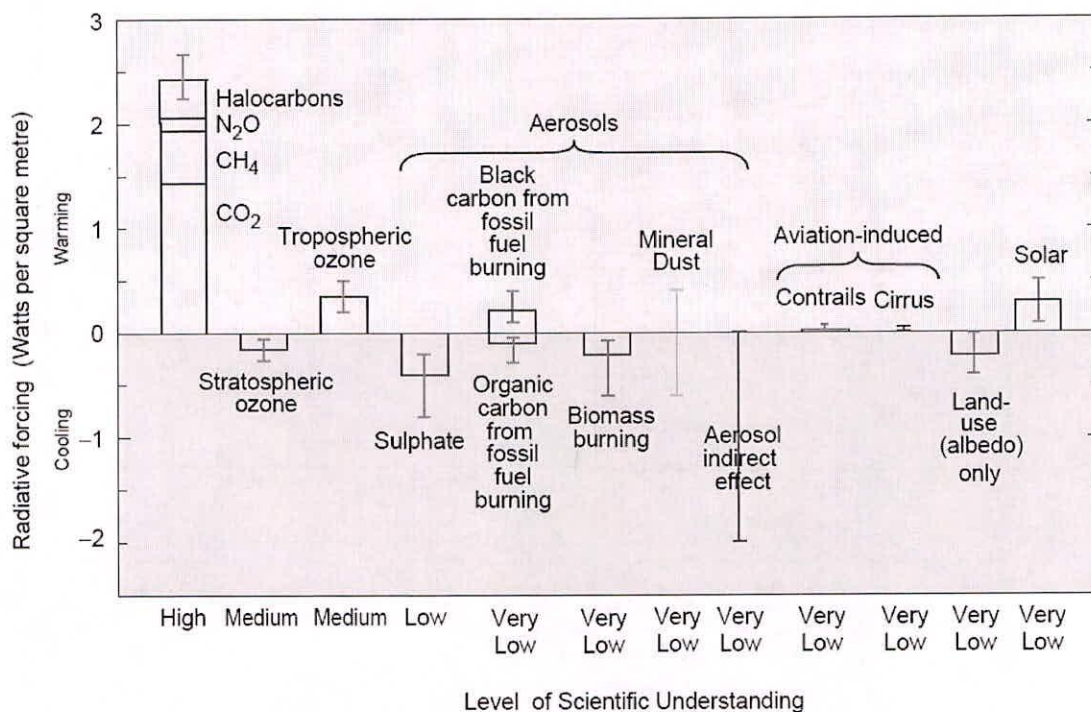 Radiative forcing (Watts per square metre)
Warming
Cooling
3
2
1
0
−1
−2
Halocarbons
N₂O
CH₄
CO₂
Stratospheric
ozone
Tropospheric
ozone
Aerosols
Sulphate
Black
carbon from
fossil
fuel
burning
Organic
carbon
from
fossil
fuel
burning
Biomass
burning
Mineral
Dust
Aerosol
indirect
effect
Aviation-induced
Contrails Cirrus
Land-
use
(albedo)
only
Solar
High
Medium
Medium
Low
Very
Low
Very
Low
Very
Low
Very
Low
Very
Low
Very
Low
Very
Low
Very
Low
Level of Scientific Understanding